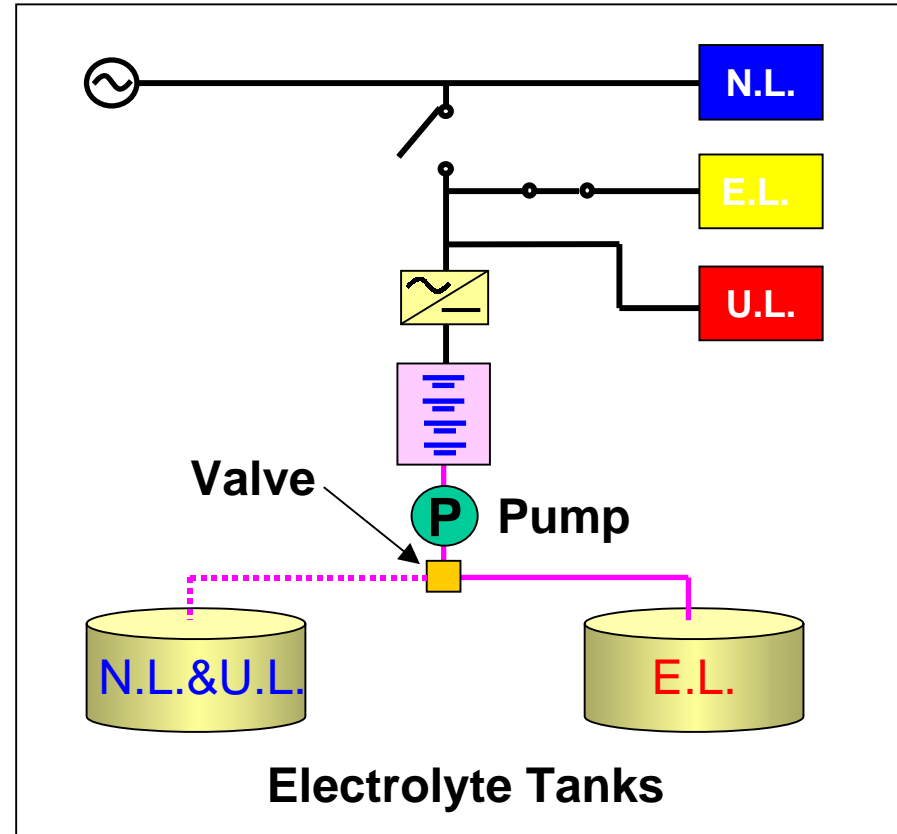 N.L.
E.L.
U.L.
Valve
P
Pump
N.L.&U.L.
E.L.
Electrolyte Tanks